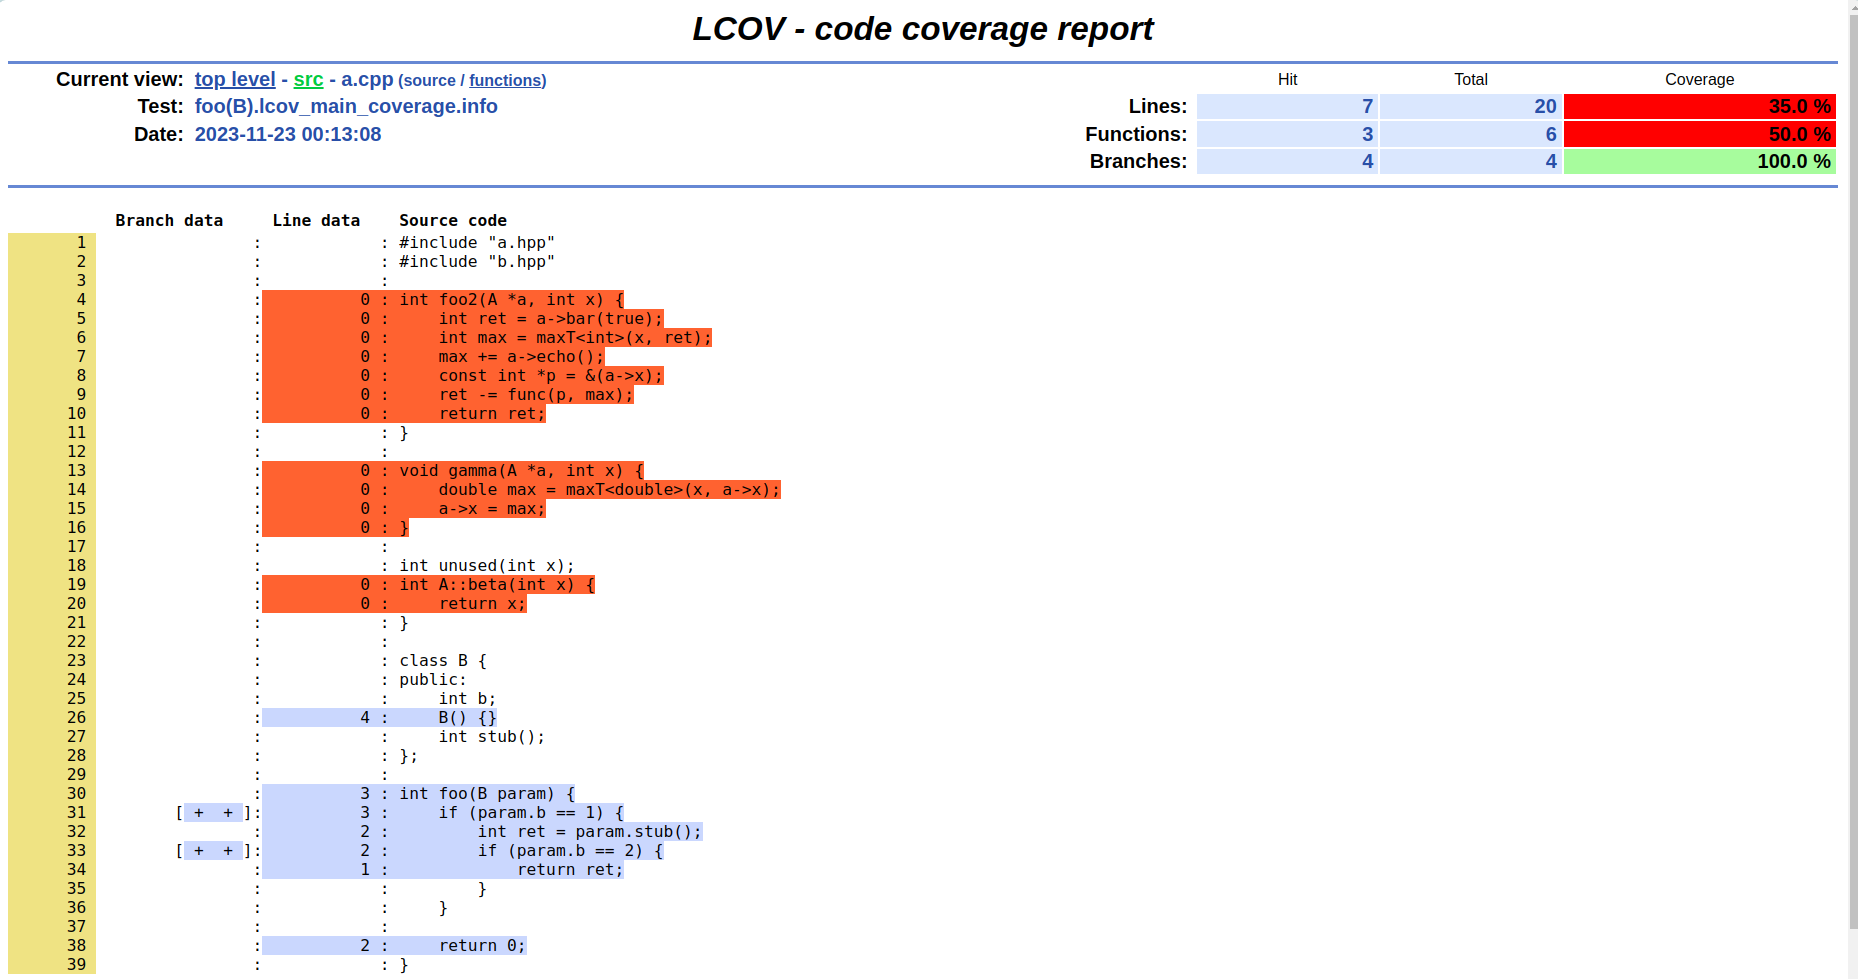 LCOV - code coverage report
Current view: top level - src - a.cpp (source / functions) Hit Total Coverage
Test: foo(B).lcov_main_coverage.info Lines: 7 20 35.0 %
Date: 2023-11-23 00:13:08 Functions: 3 6 50.0 %
Branches: 4 4 100.0 %
Branch data Line data Source code
1 : : #include "a.hpp"
2 : : #include "b.hpp"
3 : :
4 : 0 : int foo2(A *a, int x) {
5 : 0 : int ret = a->bar(true);
6 : 0 : int max = maxT<int>(x, ret);
7 : 0 : max += a->echo();
8 : 0 : const int *p = &(a->x);
9 : 0 : ret -= func(p, max);
10 : 0 : return ret;
11 : : }
12 : :
13 : 0 : void gamma(A *a, int x) {
14 : 0 : double max = maxT<double>(x, a->x);
15 : 0 : a->x = max;
16 : 0 : }
17 : :
18 : : int unused(int x);
19 : 0 : int A::beta(int x) {
20 : 0 : return x;
21 : : }
22 : :
23 : : class B {
24 : : public:
25 : : int b;
26 : 4 : B() {}
27 : : int stub();
28 : : };
29 : :
30 : 3 : int foo(B param) {
31 [ + + ]: 3 : if (param.b == 1) {
32 : 2 : int ret = param.stub();
33 [ + + ]: 2 : if (param.b == 2) {
34 : 1 : return ret;
35 : : }
36 : : }
37 : :
38 : 2 : return 0;
39 : : }